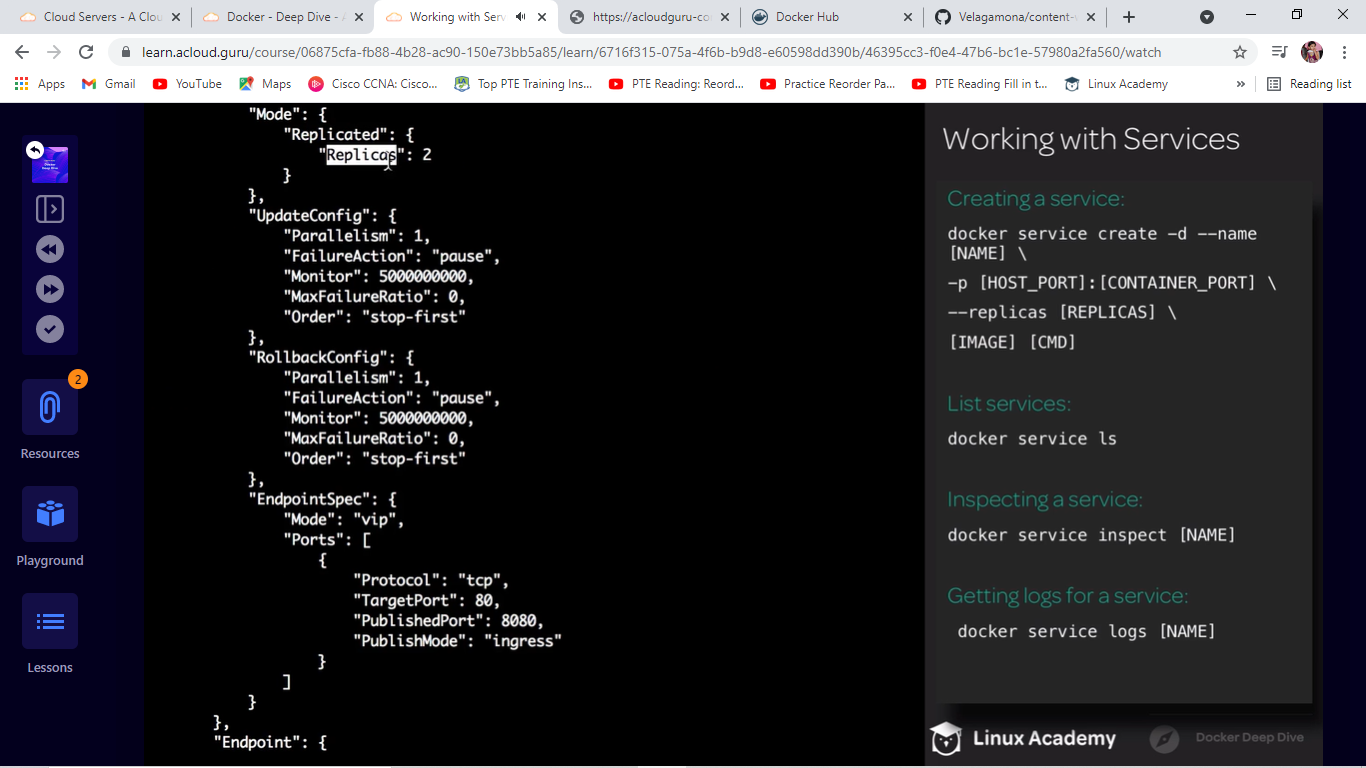 Cloud Servers - A Clou
Docker - Deep Dive - A
Working with Serv
https://acloudguru-co
Docker Hub
Velagamona/content-
learn.acloud.guru/course/06875cfa-fb88-4b28-ac90-150e73bb5a85/learn/6716f315-075a-4f6b-b9d8-e60598dd390b/46395cc3-f0e4-47b6-bc1e-57980a2fa560/watch
Apps
Gmail
YouTube
Maps
Cisco CCNA: Cisco...
Top PTE Training Ins...
PTE Reading: Reord...
Practice Reorder Pa...
PTE Reading Fill in t...
Linux Academy
»
Reading list
Docker
Deep Dive
2
Resources
Playground
Lessons
"Mode": {
"Replicated": {
"Replicas": 2
}
},
"UpdateConfig": {
"Parallelism": 1,
"FailureAction": "pause",
"Monitor": 5000000000,
"MaxFailureRatio": 0,
"Order": "stop-first"
},
"RollbackConfig": {
"Parallelism": 1,
"FailureAction": "pause",
"Monitor": 5000000000,
"MaxFailureRatio": 0,
"Order": "stop-first"
},
"EndpointSpec": {
"Mode": "vip",
"Ports": [
{
"Protocol": "tcp",
"TargetPort": 80,
"PublishedPort": 8080,
"PublishMode": "ingress"
}
]
}
},
"Endpoint": {
Working with Services
Creating a service:
docker service create -d --name
[NAME] \
-p [HOST_PORT]:[CONTAINER_PORT] \
--replicas [REPLICAS] \
[IMAGE] [CMD]
List services:
docker service ls
Inspecting a service:
docker service inspect [NAME]
Getting logs for a service:
docker service logs [NAME]
Linux Academy
Docker Deep Dive